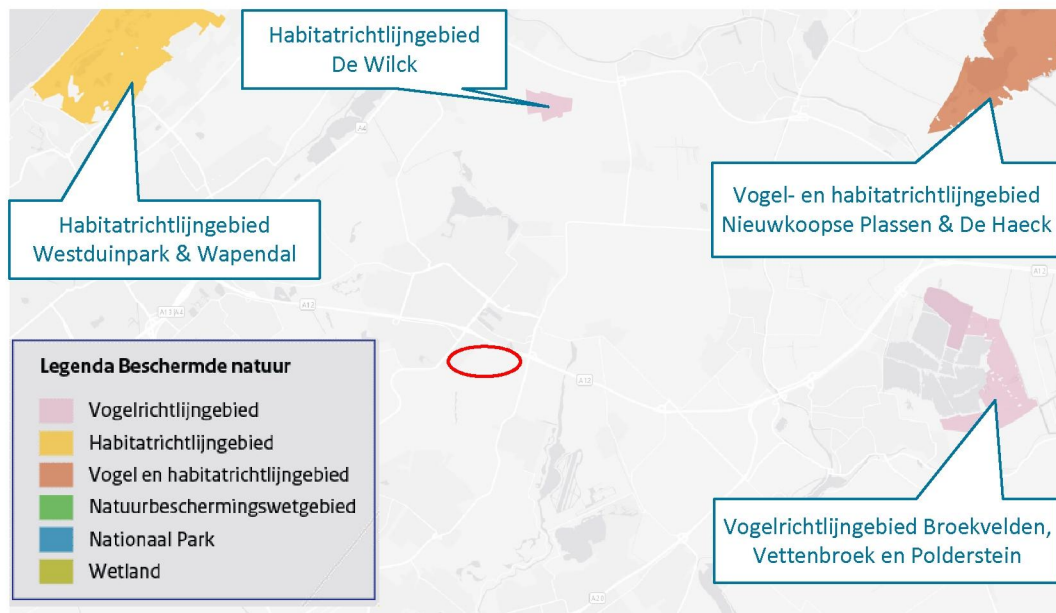 Habitatrichtlijngebied
De Wilck
Habitatrichtlijngebied
Westduinpark & Wapendal
Vogel- en habitatrichtlijngebied
Nieuwkoopse Plassen & De Haeck
Vogelrichtlijngebied Broekvelden,
Vettenbroek en Polderstein
Legenda Beschermde natuur
Vogelrichtlijngebied
Habitatrichtlijngebied
Vogel en habitatrichtlijngebied
Natuurbeschermingswetgebied
Nationaal Park
Wetland
A4
A12
A12
A12
A20